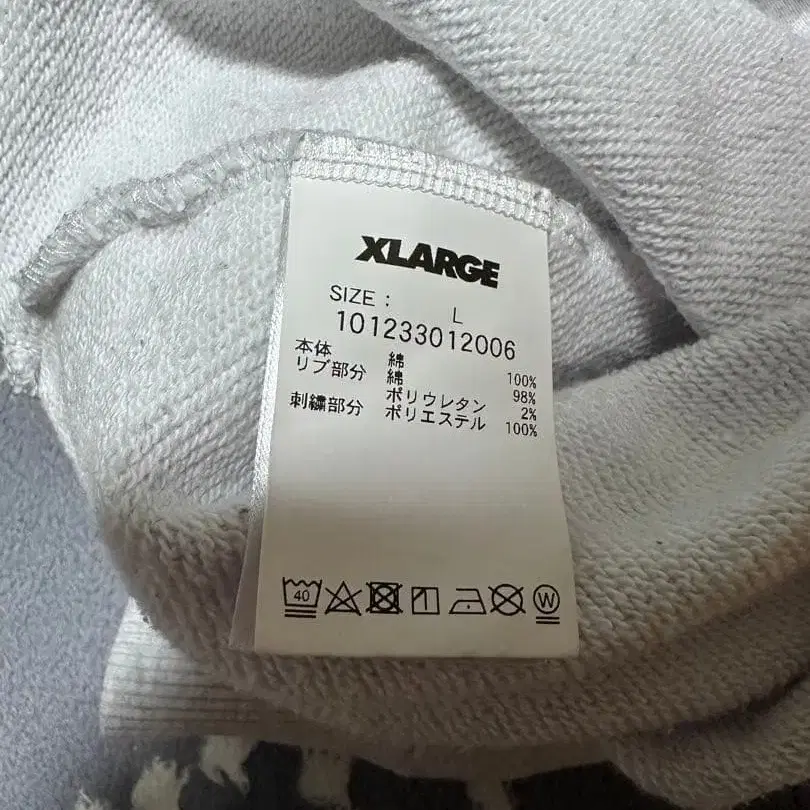 XLARGE
SIZE : L
101233012006
本体 綿 100%
リブ部分 綿 98%
ポリウレタン 2%
刺繍部分 ポリエステル 100%
40 W